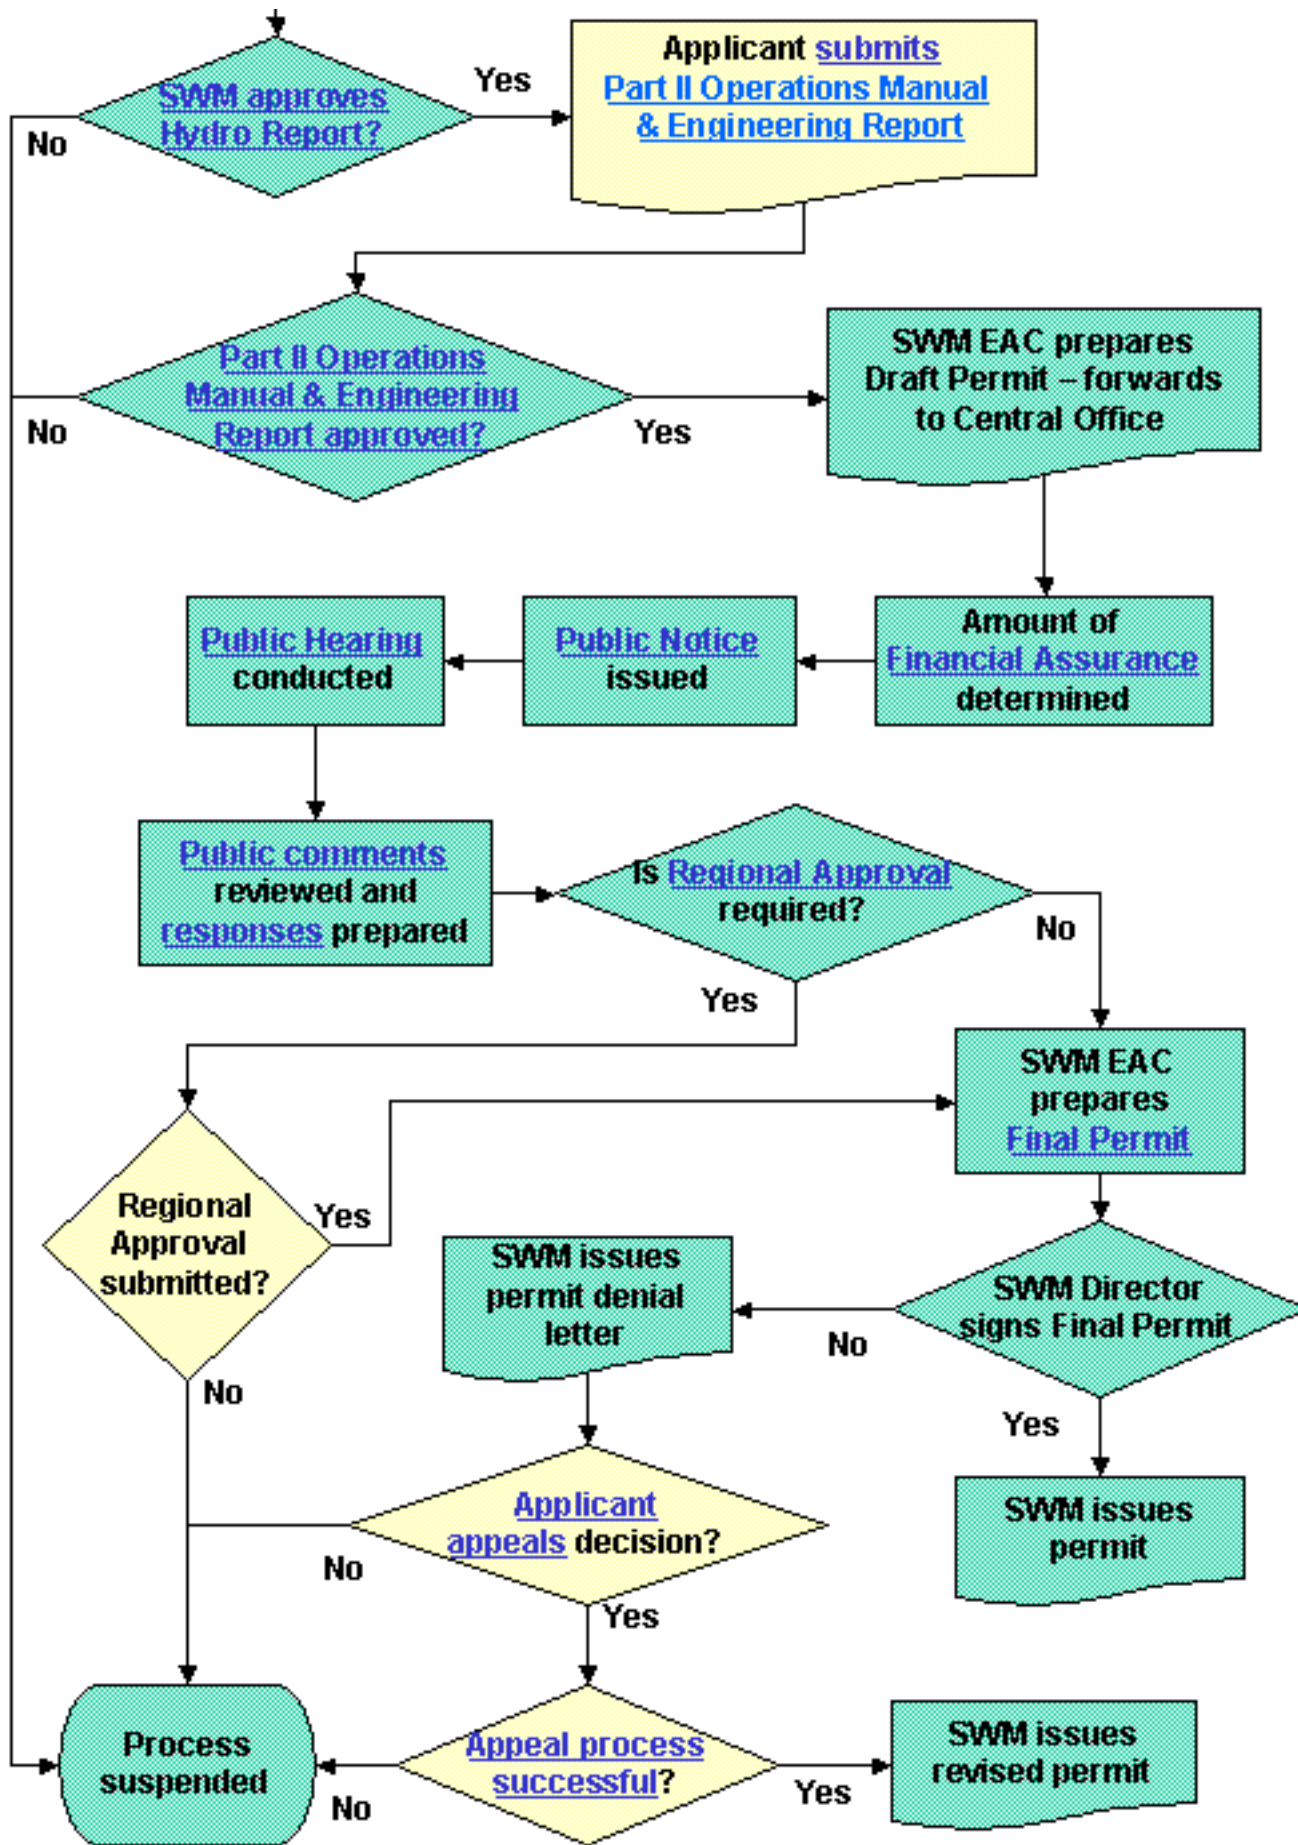 SWM approves
Hydro Report?
Yes
No
Applicant submits
Part II Operations Manual
& Engineering Report
Part II Operations
Manual & Engineering
Report approved?
No
Yes
SWM EAC prepares
Draft Permit – forwards
to Central Office
Amount of
Financial Assurance
determined
Public Notice
issued
Public Hearing
conducted
Public comments
reviewed and
responses prepared
Is Regional Approval
required?
No
Yes
SWM EAC
prepares
Final Permit
Regional
Approval
submitted?
Yes
No
SWM Director
signs Final Permit
No
Yes
SWM issues
permit denial
letter
SWM issues
permit
Applicant
appeals decision?
No
Yes
Appeal process
successful?
No
Yes
Process
suspended
SWM issues
revised permit